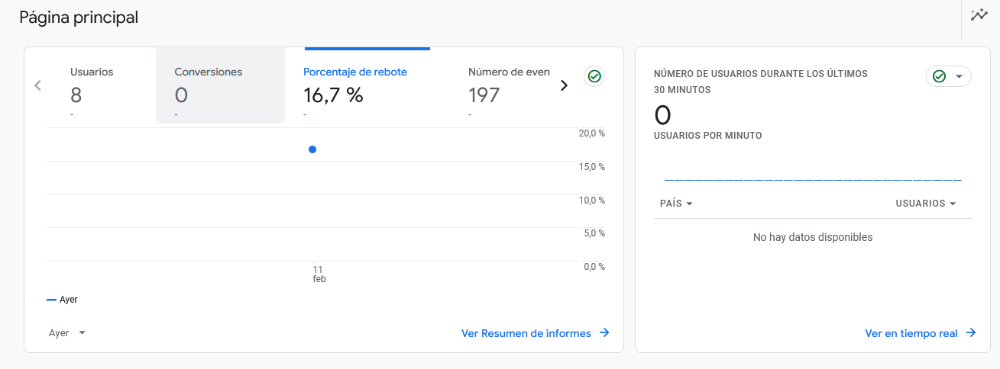 Página principal
Usuarios
8
-
Conversiones
0
-
Porcentaje de rebote
16,7 %
-
Número de even
197
-
20,0 %
15,0 %
10,0 %
5,0 %
0,0 %
11
feb
Ayer
Ayer
Ver Resumen de informes
NÚMERO DE USUARIOS DURANTE LOS ÚLTIMOS
30 MINUTOS
0
USUARIOS POR MINUTO
PAÍS USUARIOS
No hay datos disponibles
Ver en tiempo real